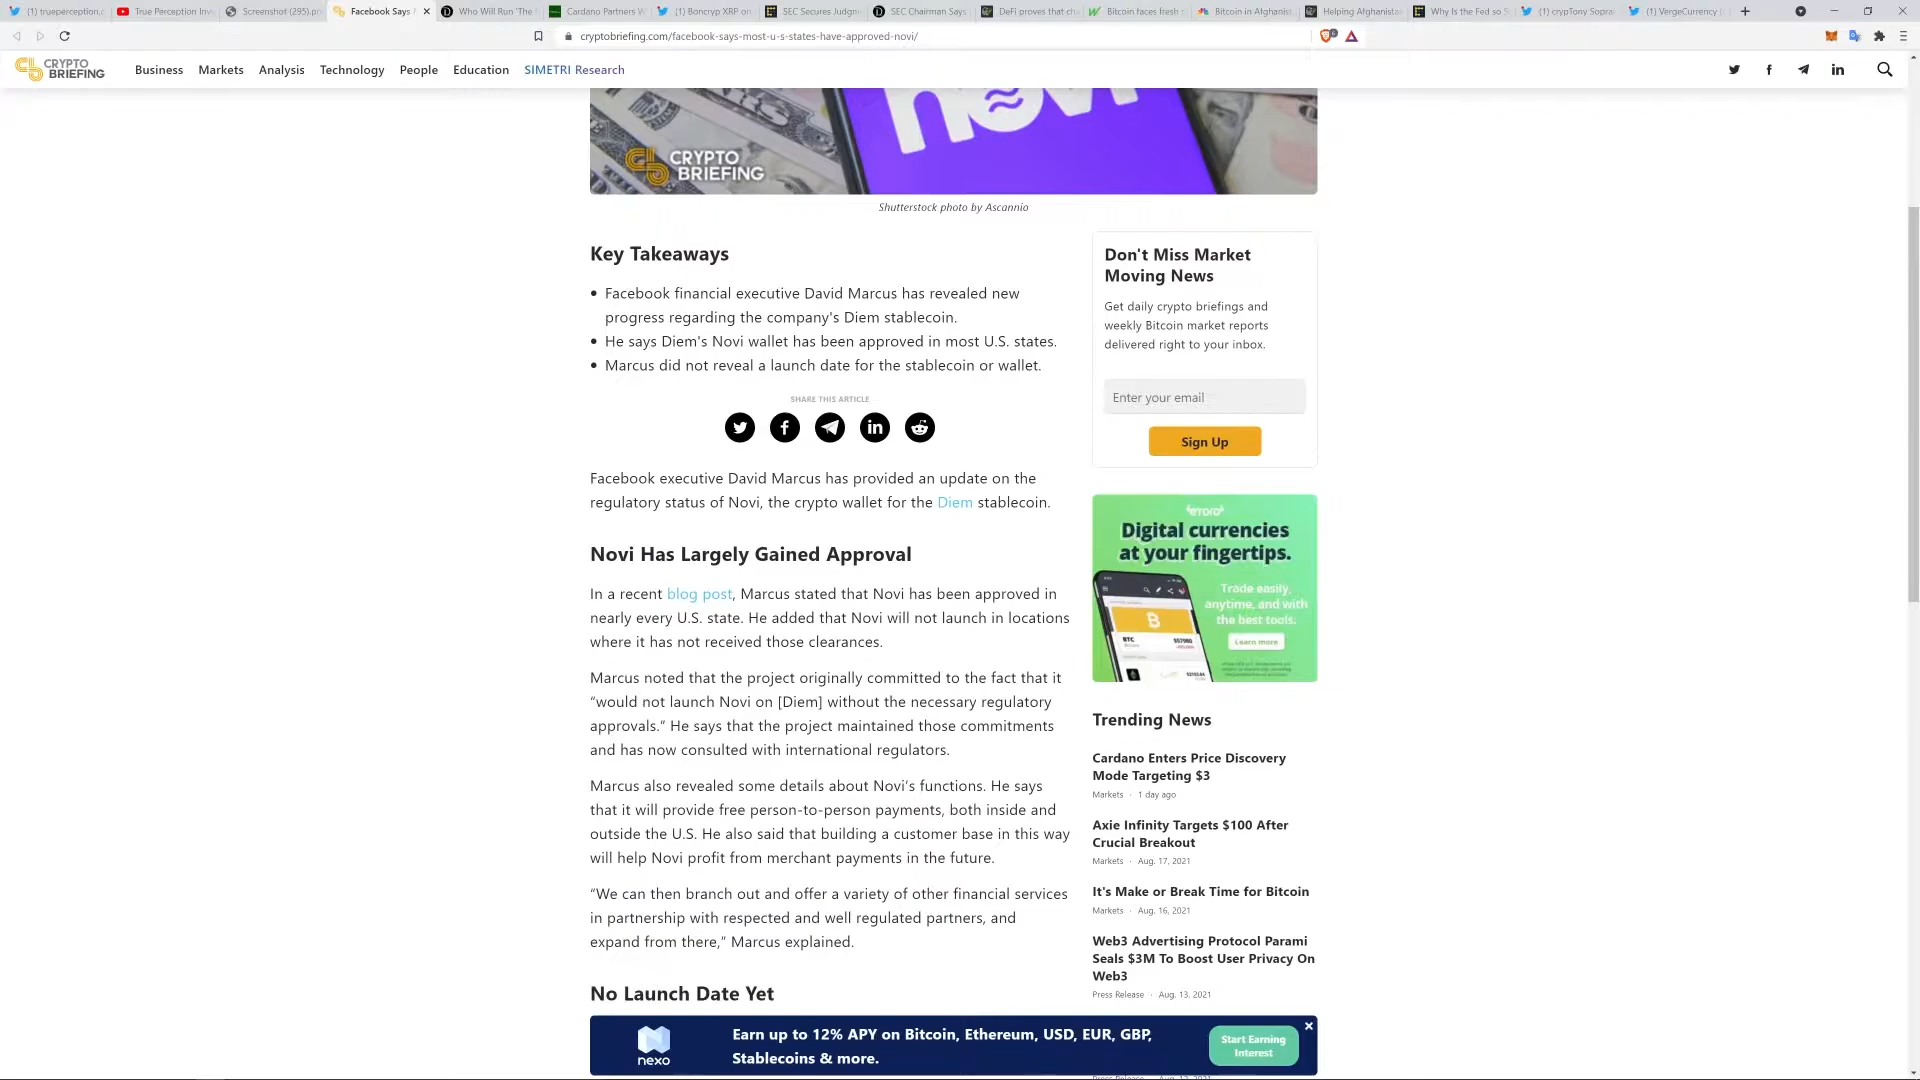 (1) trueperception.
True Perception Inv
Screenshot (295).pn
Facebook Says
Who Will Run 'The
Cardano Partners W
(1) Boncryp XRP on
SEC Secures Judgm
SEC Chairman Says
DeFi proves that ch
Bitcoin faces fresh
Bitcoin in Afghanist
Helping Afghanista
Why Is the Fed so S
(1) crypTony Sopra
(1) VergeCurrency
cryptobriefing.com/facebook-says-most-u-s-states-have-approved-novi/
CRYPTO
BRIEFING
Business
Markets
Analysis
Technology
People
Education
SIMETRI Research
novi
CRYPTO
BRIEFING
Shutterstock photo by Ascannio
Key Takeaways
• Facebook financial executive David Marcus has revealed new
progress regarding the company's Diem stablecoin.
• He says Diem's Novi wallet has been approved in most U.S. states.
• Marcus did not reveal a launch date for the stablecoin or wallet.
SHARE THIS ARTICLE
Facebook executive David Marcus has provided an update on the
regulatory status of Novi, the crypto wallet for the Diem stablecoin.
Novi Has Largely Gained Approval
In a recent blog post, Marcus stated that Novi has been approved in
nearly every U.S. state. He added that Novi will not launch in locations
where it has not received those clearances.
Marcus noted that the project originally committed to the fact that it
“would not launch Novi on [Diem] without the necessary regulatory
approvals.” He says that the project maintained those commitments
and has now consulted with international regulators.
Marcus also revealed some details about Novi’s functions. He says
that it will provide free person-to-person payments, both inside and
outside the U.S. He also said that building a customer base in this way
will help Novi profit from merchant payments in the future.
“We can then branch out and offer a variety of other financial services
in partnership with respected and well regulated partners, and
expand from there,” Marcus explained.
No Launch Date Yet
Don't Miss Market
Moving News
Get daily crypto briefings and
weekly Bitcoin market reports
delivered right to your inbox.
Enter your email
Sign Up
eToro
Digital currencies
at your fingertips.
Trade easily,
anytime, and with
the best tools.
Learn more
BTC
Trending News
Cardano Enters Price Discovery
Mode Targeting $3
Markets · 1 day ago
Axie Infinity Targets $100 After
Crucial Breakout
Markets · Aug. 17, 2021
It's Make or Break Time for Bitcoin
Markets · Aug. 16, 2021
Web3 Advertising Protocol Parami
Seals $3M To Boost User Privacy On
Web3
Press Release · Aug. 13, 2021
nexo
Earn up to 12% APY on Bitcoin, Ethereum, USD, EUR, GBP,
Stablecoins & more.
Start Earning
Interest